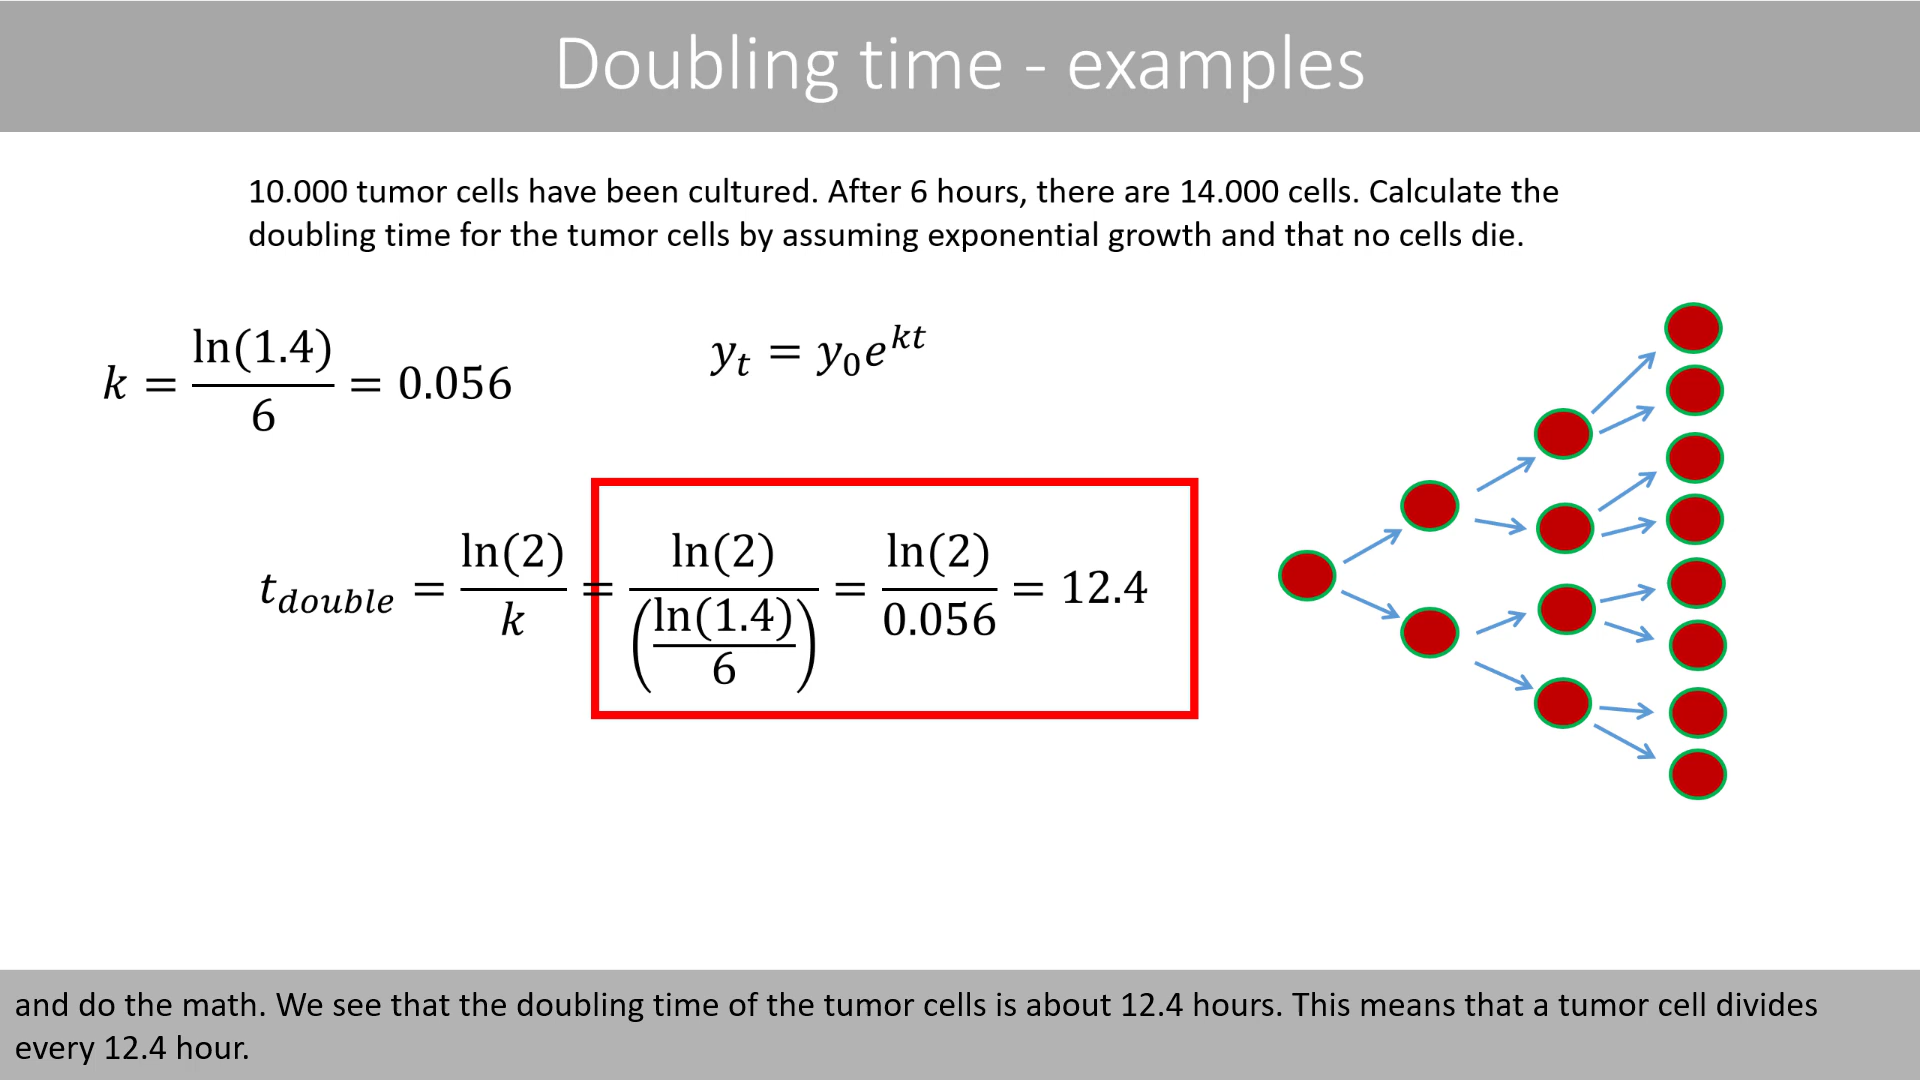 Doubling time - examples
10.000 tumor cells have been cultured. After 6 hours, there are 14.000 cells. Calculate the
doubling time for the tumor cells by assuming exponential growth and that no cells die.
k = ln(1.4)/6 = 0.056
y_t = y_0 e^{kt}
t_{double} = ln(2)/k = ln(2)/(ln(1.4)/6) = ln(2)/0.056 = 12.4
and do the math. We see that the doubling time of the tumor cells is about 12.4 hours. This means that a tumor cell divides
every 12.4 hour.